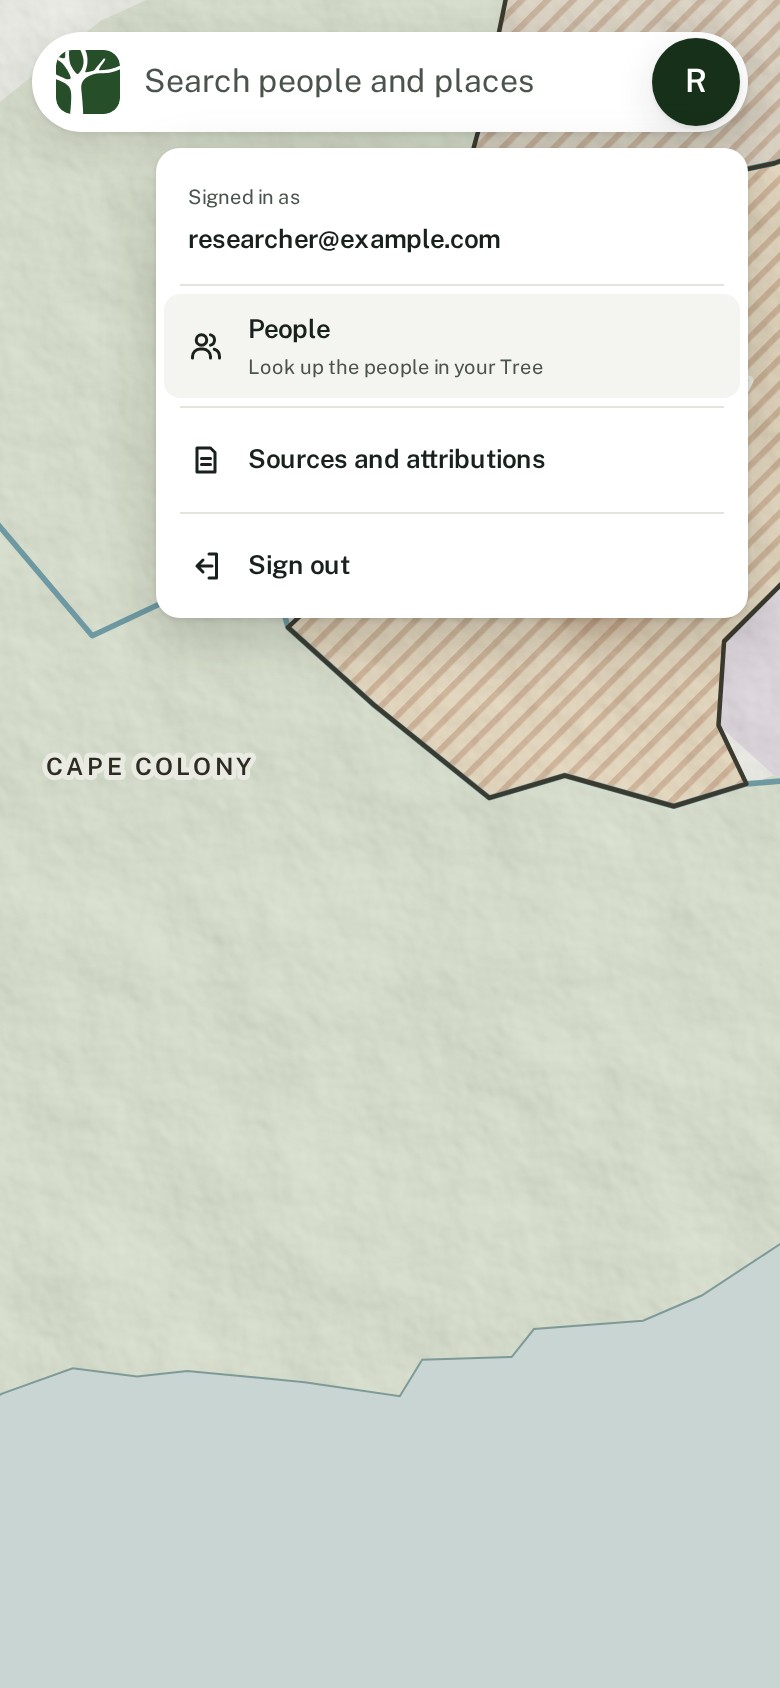 Search people and places
R
Signed in as
researcher@example.com
People
Look up the people in your Tree
Sources and attributions
Sign out
CAPE COLONY